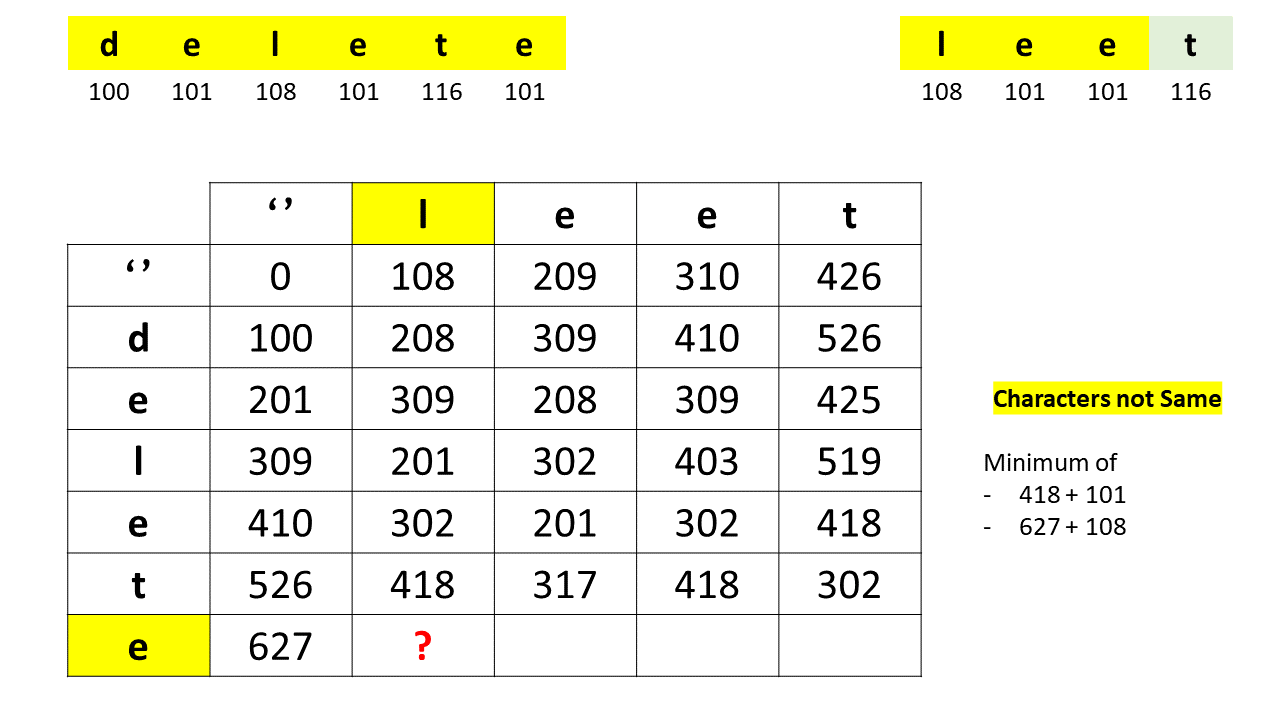 d e l e t e
l e e t
100 101 108 101 116 101
108 101 101 116
‘ ’ l e e t
‘ ’ 0 108 209 310 426
d 100 208 309 410 526
e 201 309 208 309 425
l 309 201 302 403 519
e 410 302 201 302 418
t 526 418 317 418 302
e 627 ?
Characters not Same
Minimum of
- 418 + 101
- 627 + 108